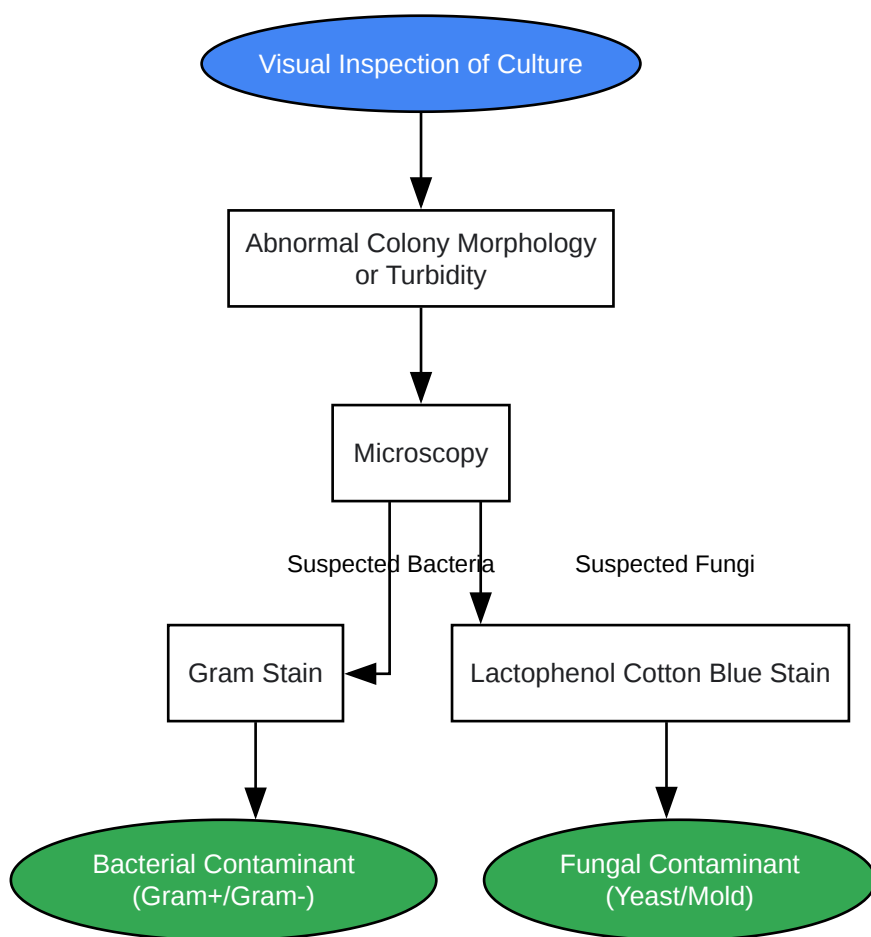 Visual Inspection of Culture
Abnormal Colony Morphology
or Turbidity
Microscopy
Suspected Bacteria
Suspected Fungi
Gram Stain
Lactophenol Cotton Blue Stain
Bacterial Contaminant
(Gram+/Gram-)
Fungal Contaminant
(Yeast/Mold)